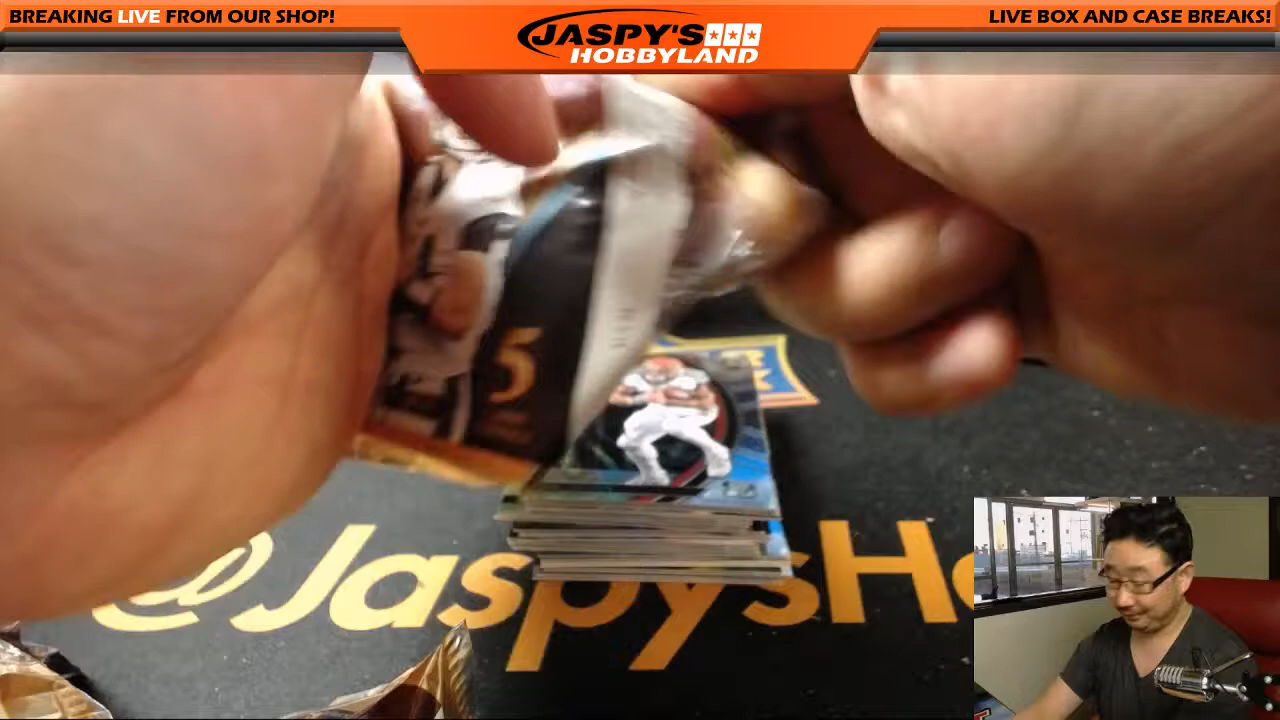 BREAKING LIVE FROM OUR SHOP!
JASPY'S
HOBBYLAND
LIVE BOX AND CASE BREAKS!
5
@JaspysH